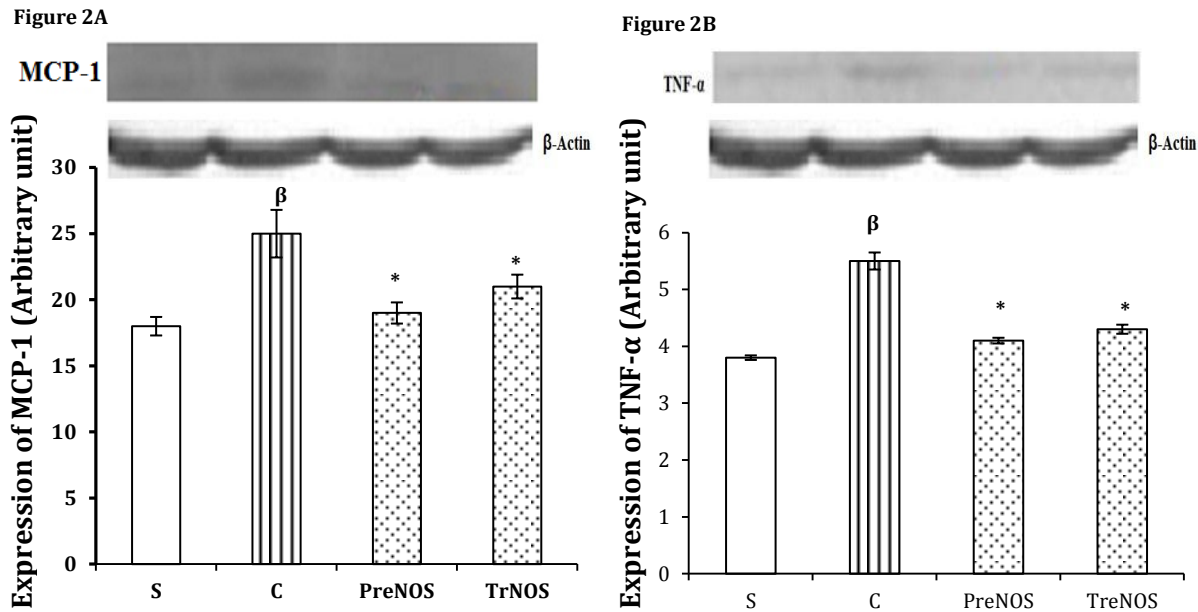 Figure 2A
MCP-1
β-Actin
Expression of MCP-1 (Arbitrary unit)
30
25
20
15
10
5
0
β
*
*
S C PreNOS TrNOS
Figure 2B
TNF-α
β-Actin
Expression of TNF-α (Arbitrary unit)
6
5
4
3
2
1
0
β
*
*
S C PreNOS TreNOS